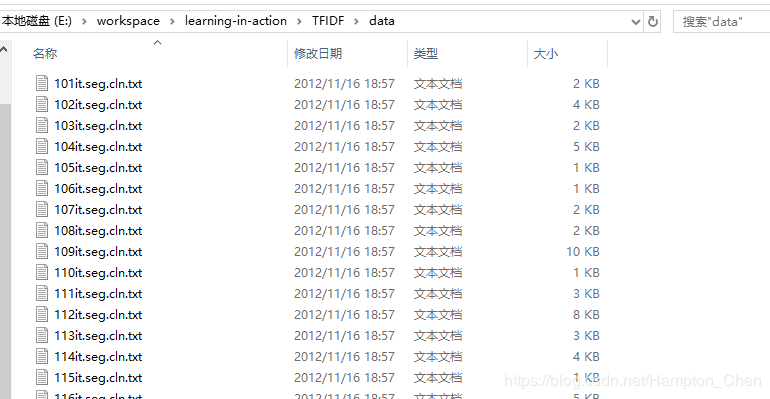 本地磁盘 (E:) > workspace > learning-in-action > TFIDF > data 搜索"data"
名称 修改日期 类型 大小
101it.seg.cln.txt 2012/11/16 18:57 文本文档 2 KB
102it.seg.cln.txt 2012/11/16 18:57 文本文档 4 KB
103it.seg.cln.txt 2012/11/16 18:57 文本文档 2 KB
104it.seg.cln.txt 2012/11/16 18:57 文本文档 5 KB
105it.seg.cln.txt 2012/11/16 18:57 文本文档 1 KB
106it.seg.cln.txt 2012/11/16 18:57 文本文档 1 KB
107it.seg.cln.txt 2012/11/16 18:57 文本文档 2 KB
108it.seg.cln.txt 2012/11/16 18:57 文本文档 2 KB
109it.seg.cln.txt 2012/11/16 18:57 文本文档 10 KB
110it.seg.cln.txt 2012/11/16 18:57 文本文档 1 KB
111it.seg.cln.txt 2012/11/16 18:57 文本文档 3 KB
112it.seg.cln.txt 2012/11/16 18:57 文本文档 8 KB
113it.seg.cln.txt 2012/11/16 18:57 文本文档 3 KB
114it.seg.cln.txt 2012/11/16 18:57 文本文档 4 KB
115it.seg.cln.txt 2012/11/16 18:57 文本文档 1 KB
https://blog.csdn.net/Hampton_Chen
116it.seg.cln.txt 2012/11/16 18:57 文本文档 5 KB